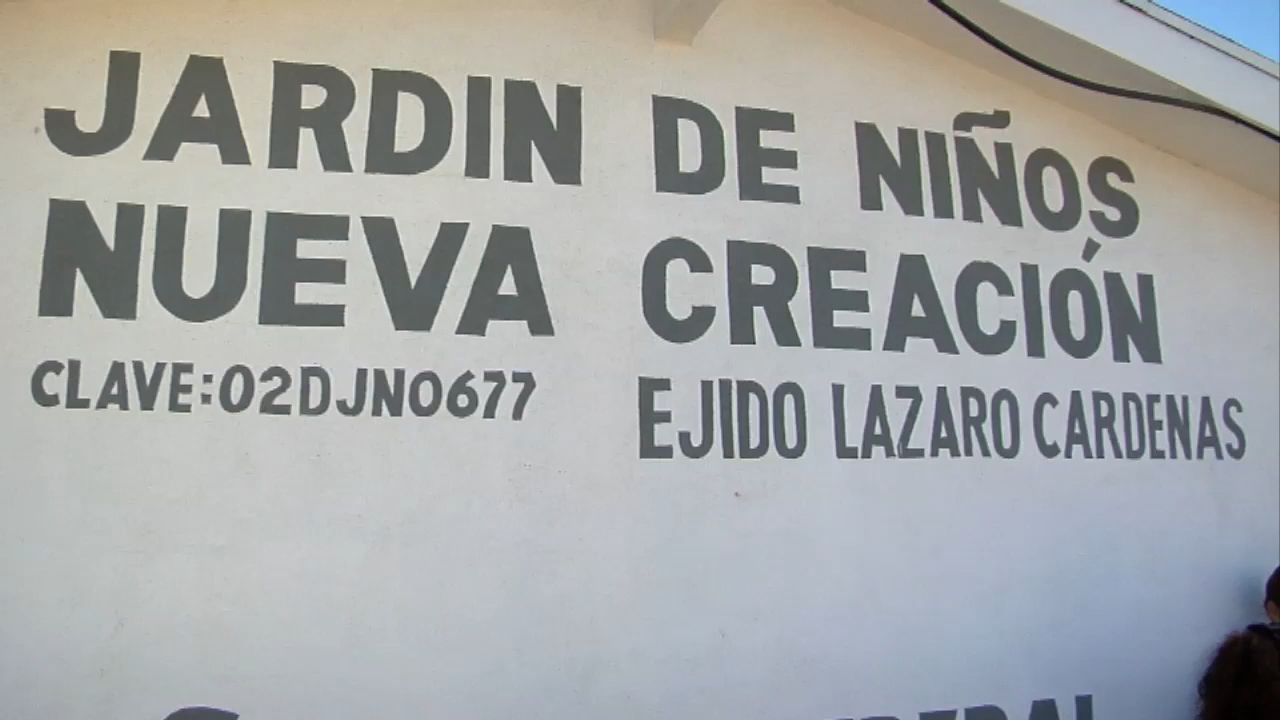 JARDIN DE NIÑOS
NUEVA CREACIÓN
CLAVE:02DJN0677 EJIDO LAZARO CARDENAS